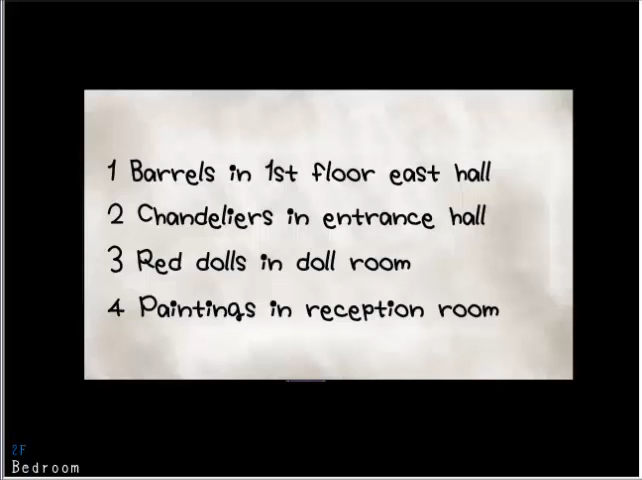 1 Barrels in 1st floor east hall
2 Chandeliers in entrance hall
3 Red dolls in doll room
4 Paintings in reception room
2F
Bedroom